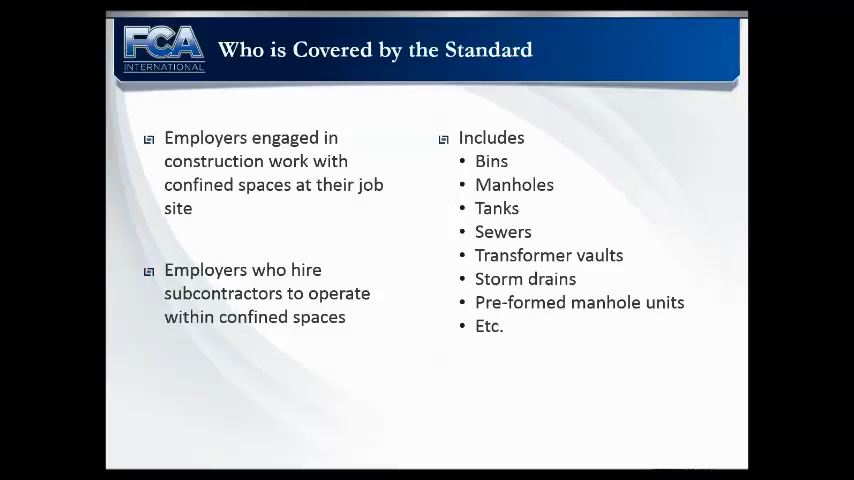 FCA
INTERNATIONAL
Who is Covered by the Standard
Employers engaged in
construction work with
confined spaces at their job
site
Employers who hire
subcontractors to operate
within confined spaces
Includes
• Bins
• Manholes
• Tanks
• Sewers
• Transformer vaults
• Storm drains
• Pre-formed manhole units
• Etc.